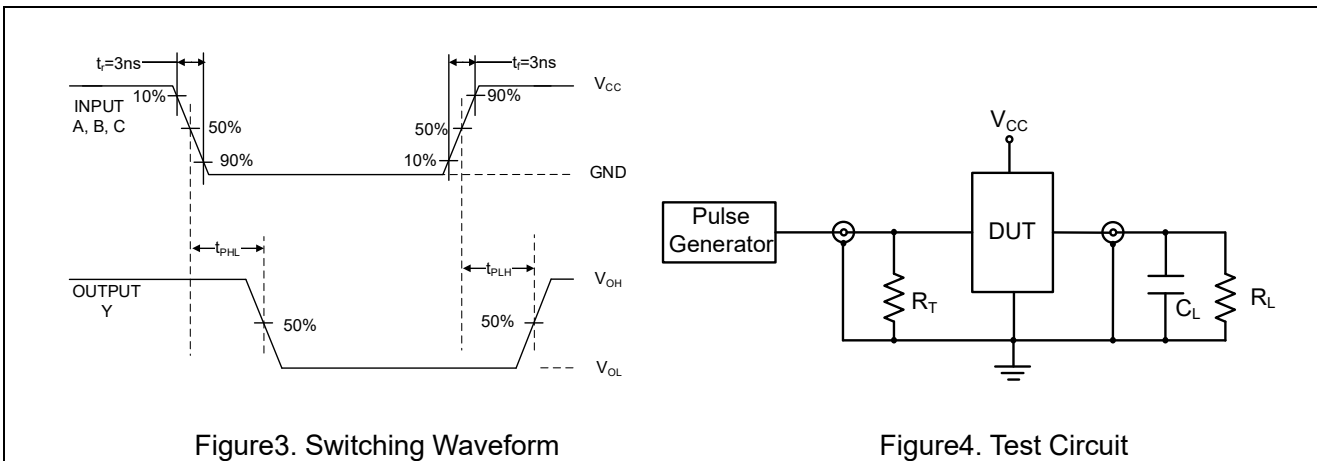 tr=3ns
tf=3ns
VCC
10%
90%
INPUT
A, B, C
50%
50%
90%
10%
GND
tPHL
tPLH
OUTPUT
Y
VOH
50%
50%
VOL
Figure3. Switching Waveform
VCC
Pulse
Generator
DUT
RT
CL
RL
Figure4. Test Circuit